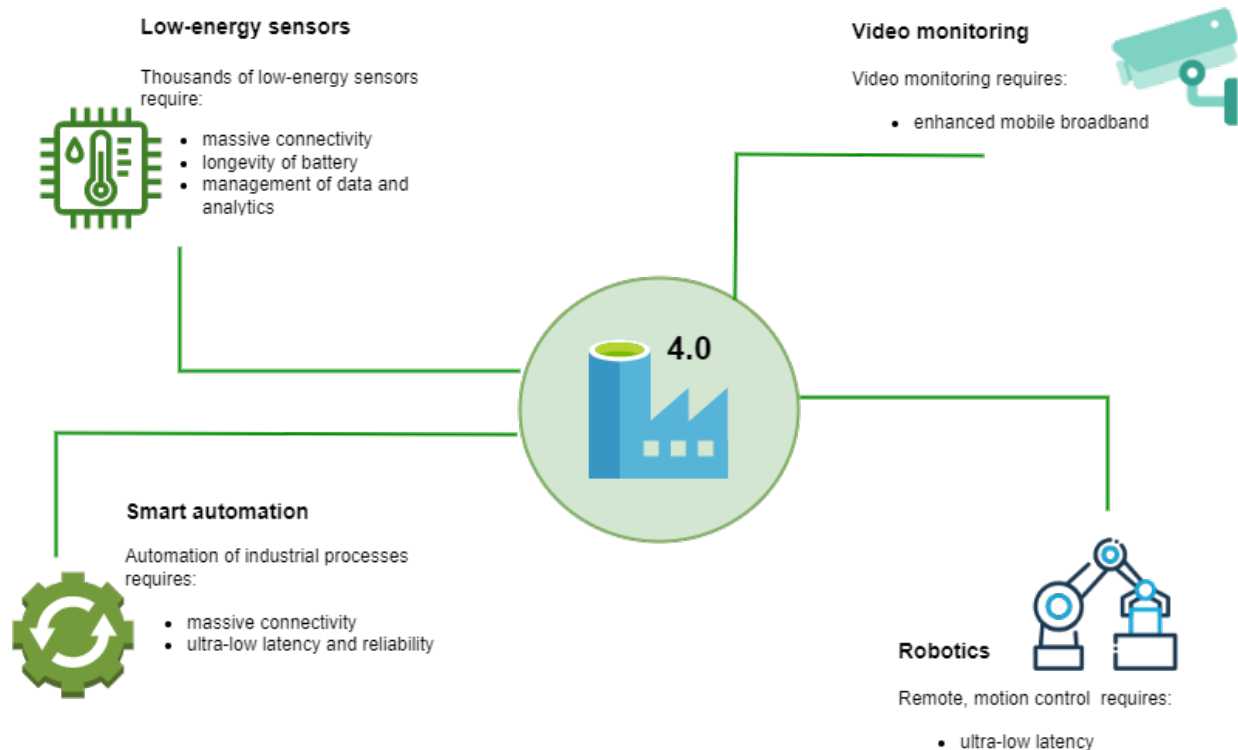 Low-energy sensors
Thousands of low-energy sensors
require:
massive connectivity
longevity of battery
management of data and
analytics
Video monitoring
Video monitoring requires:
enhanced mobile broadband
4.0
Smart automation
Automation of industrial processes
requires:
massive connectivity
ultra-low latency and reliability
Robotics
Remote, motion control requires:
ultra-low latency